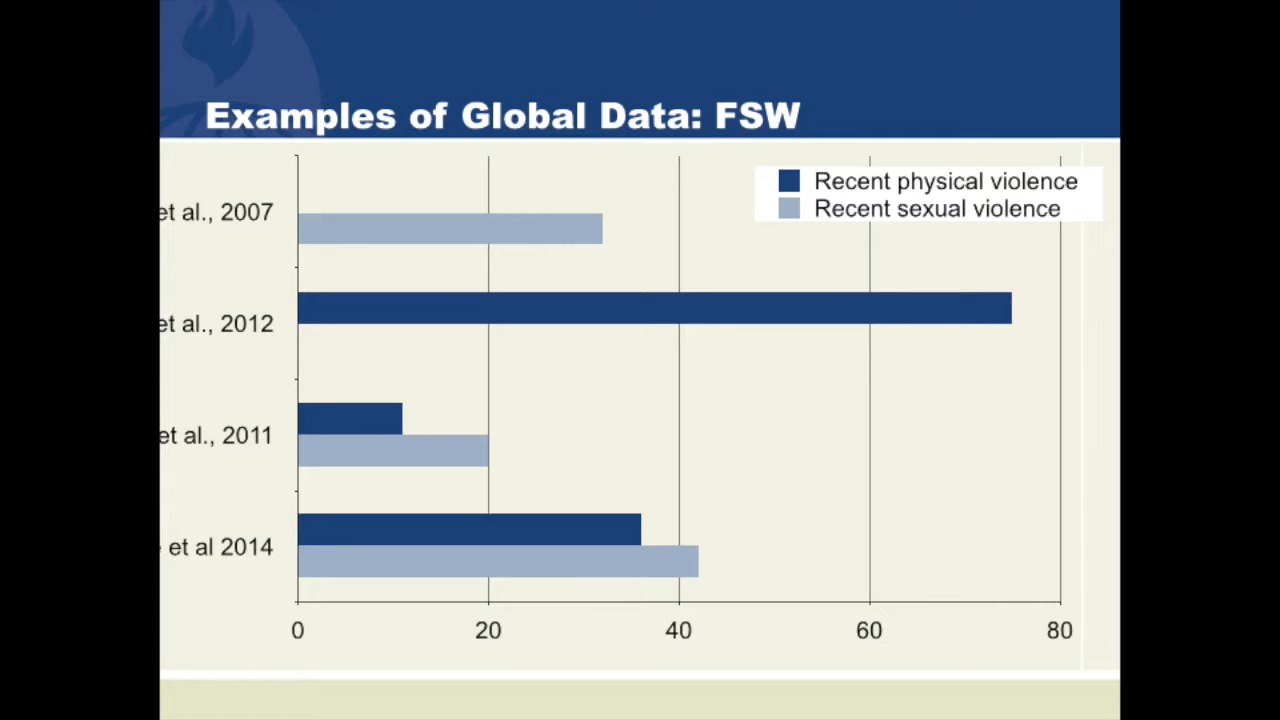 Examples of Global Data: FSW
Recent physical violence
Recent sexual violence
et al., 2007
et al., 2012
et al., 2011
et al 2014
0 20 40 60 80